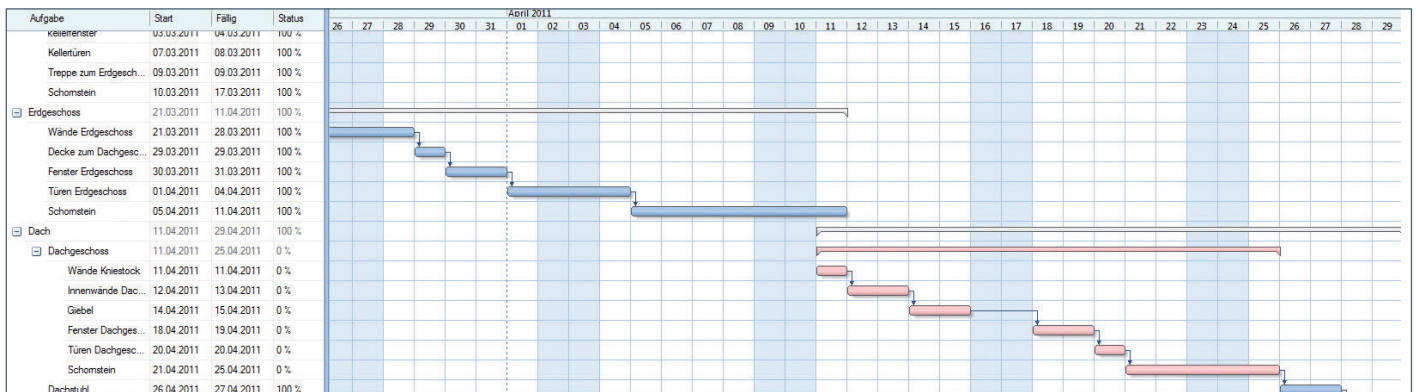 Aufgabe Start Fällig Status
April 2011
26 27 28 29 30 31 01 02 03 04 05 06 07 08 09 10 11 12 13 14 15 16 17 18 19 20 21 22 23 24 25 26 27 28 29
Kellerfenster 03.03.2011 04.03.2011 100 %
Kellertüren 07.03.2011 08.03.2011 100 %
Treppe zum Erdgesch... 09.03.2011 09.03.2011 100 %
Schornstein 10.03.2011 17.03.2011 100 %
Erdgeschoss 21.03.2011 11.04.2011 100 %
Wände Erdgeschoss 21.03.2011 28.03.2011 100 %
Decke zum Dachgesc... 29.03.2011 29.03.2011 100 %
Fenster Erdgeschoss 30.03.2011 31.03.2011 100 %
Türen Erdgeschoss 01.04.2011 04.04.2011 100 %
Schornstein 05.04.2011 11.04.2011 100 %
Dach 11.04.2011 29.04.2011 100 %
Dachgeschoss 11.04.2011 25.04.2011 0 %
Wände Kniestock 11.04.2011 11.04.2011 0 %
Innenwände Dac... 12.04.2011 13.04.2011 0 %
Giebel 14.04.2011 15.04.2011 0 %
Fenster Dachges... 18.04.2011 19.04.2011 0 %
Türen Dachgesc... 20.04.2011 20.04.2011 0 %
Schornstein 21.04.2011 25.04.2011 0 %
Dachstuhl 26.04.2011 27.04.2011 100 %